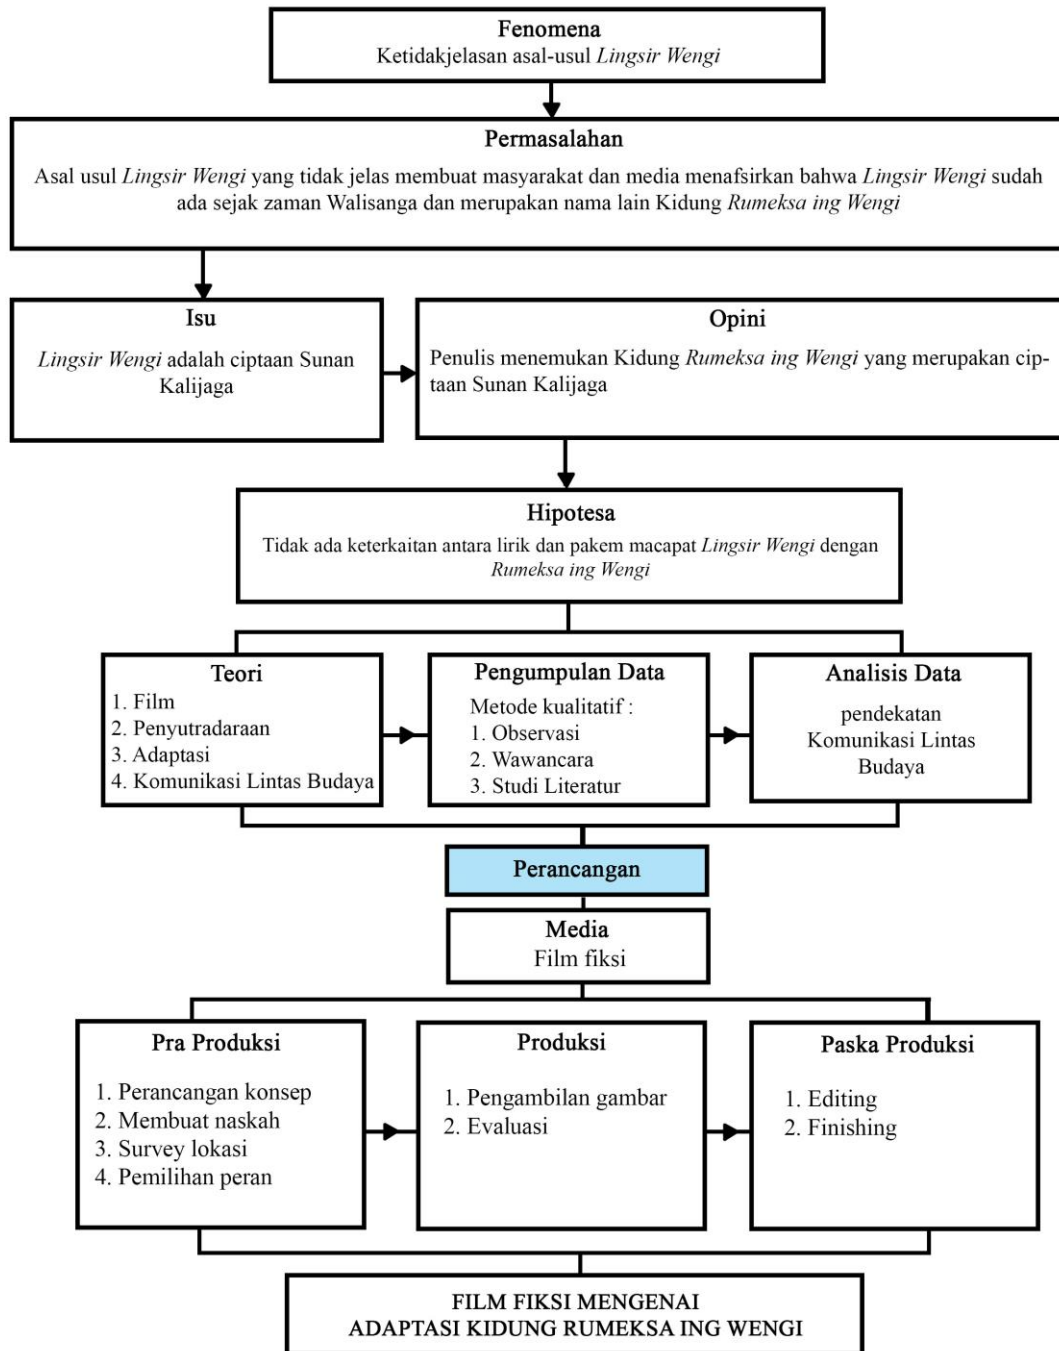 Fenomena
Ketidakjelasan asal-usul Lingsir Wengi
Permasalahan
Asal usul Lingsir Wengi yang tidak jelas membuat masyarakat dan media menafsirkan bahwa Lingsir Wengi sudah
ada sejak zaman Walisanga dan merupakan nama lain Kidung Rumeksa ing Wengi
Isu
Lingsir Wengi adalah ciptaan Sunan
Kalijaga
Opini
Penulis menemukan Kidung Rumeksa ing Wengi yang merupakan cip-
taan Sunan Kalijaga
Hipotesa
Tidak ada keterkaitan antara lirik dan pakem macapat Lingsir Wengi dengan
Rumeksa ing Wengi
Teori
1. Film
2. Penyutradaraan
3. Adaptasi
4. Komunikasi Lintas Budaya
Pengumpulan Data
Metode kualitatif :
1. Observasi
2. Wawancara
3. Studi Literatur
Analisis Data
pendekatan
Komunikasi Lintas
Budaya
Perancangan
Media
Film fiksi
Pra Produksi
1. Perancangan konsep
2. Membuat naskah
3. Survey lokasi
4. Pemilihan peran
Produksi
1. Pengambilan gambar
2. Evaluasi
Paska Produksi
1. Editing
2. Finishing
FILM FIKSI MENGENAI
ADAPTASI KIDUNG RUMEKSA ING WENGI